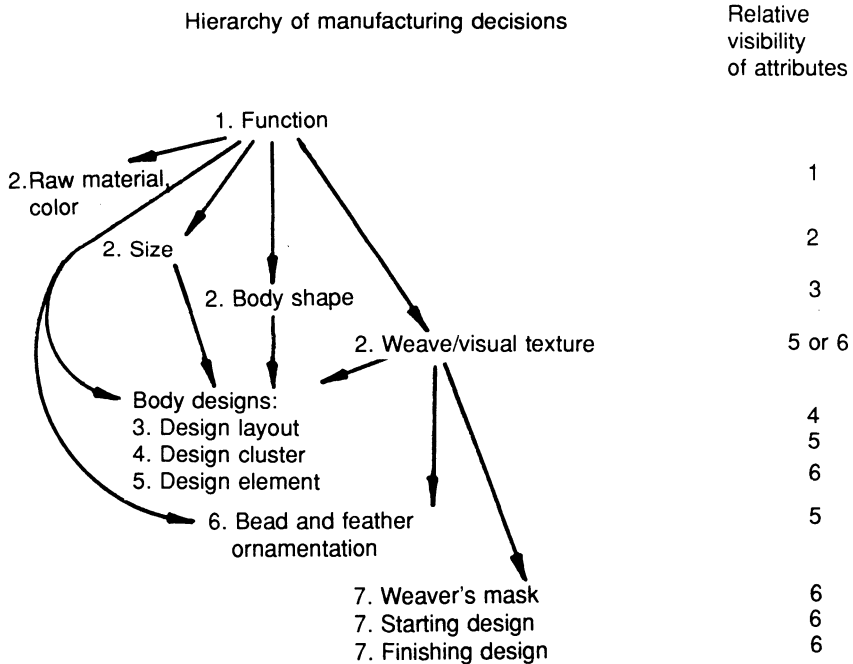 Hierarchy of manufacturing decisions
Relative
visibility
of attributes
1. Function
2.Raw material,
color
1
2. Size
2
2. Body shape
3
2. Weave/visual texture
5 or 6
Body designs:
3. Design layout
4
4. Design cluster
5
5. Design element
6
6. Bead and feather
ornamentation
5
7. Weaver's mask
6
7. Starting design
6
7. Finishing design
6